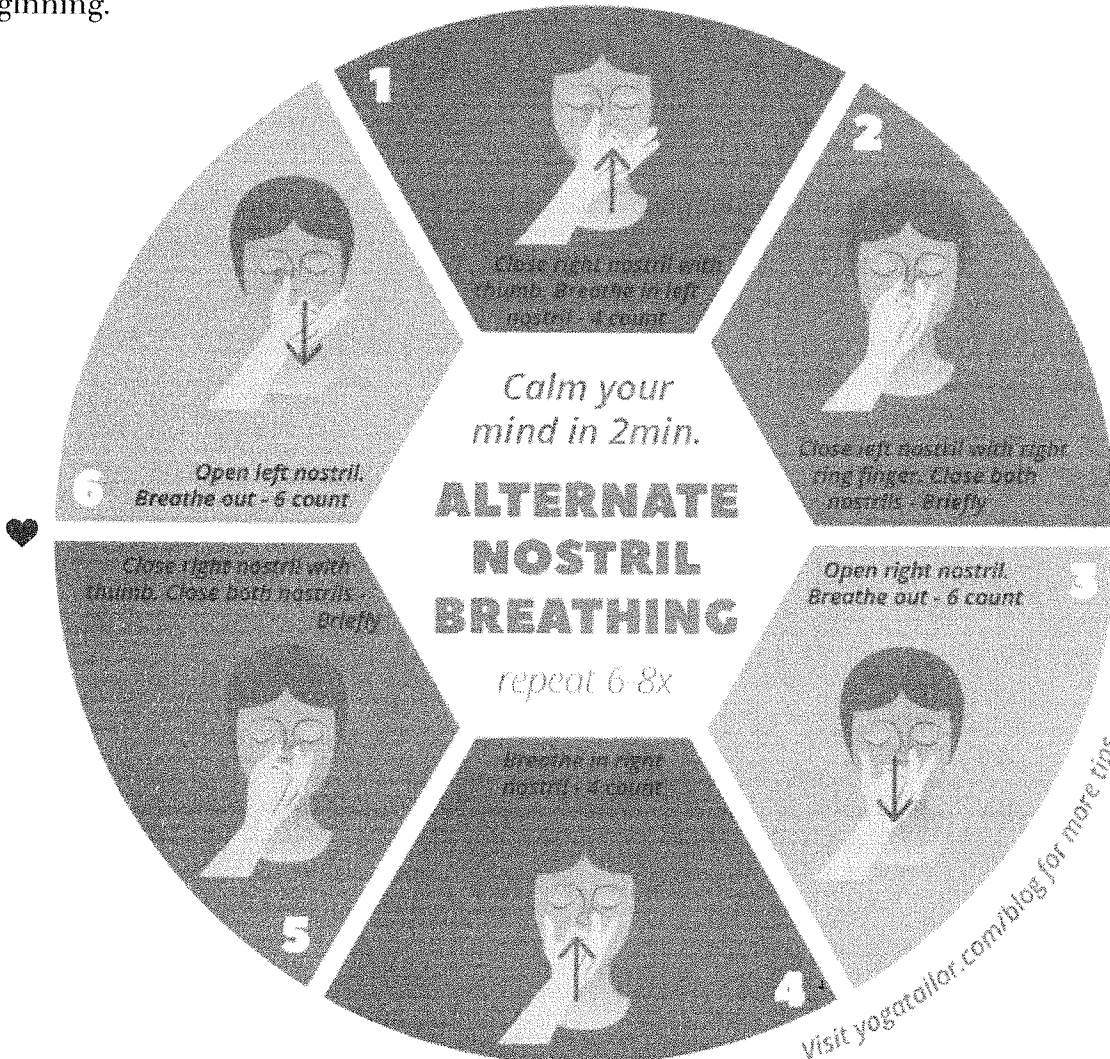 ginning.
1
Close right nostril with
thumb. Breathe in left
nostril - 4 count
2
Close left nostril with right
ring finger. Close both
nostrils - Briefly
3
Open right nostril.
Breathe out - 6 count
4
Breathe in right
nostril - 4 count
5
Close right nostril with
thumb. Close both nostrils -
Briefly
6
Open left nostril.
Breathe out - 6 count
Calm your
mind in 2min.
ALTERNATE
NOSTRIL
BREATHING
repeat 6-8x
Visit yogatailor.com/blog for more tips